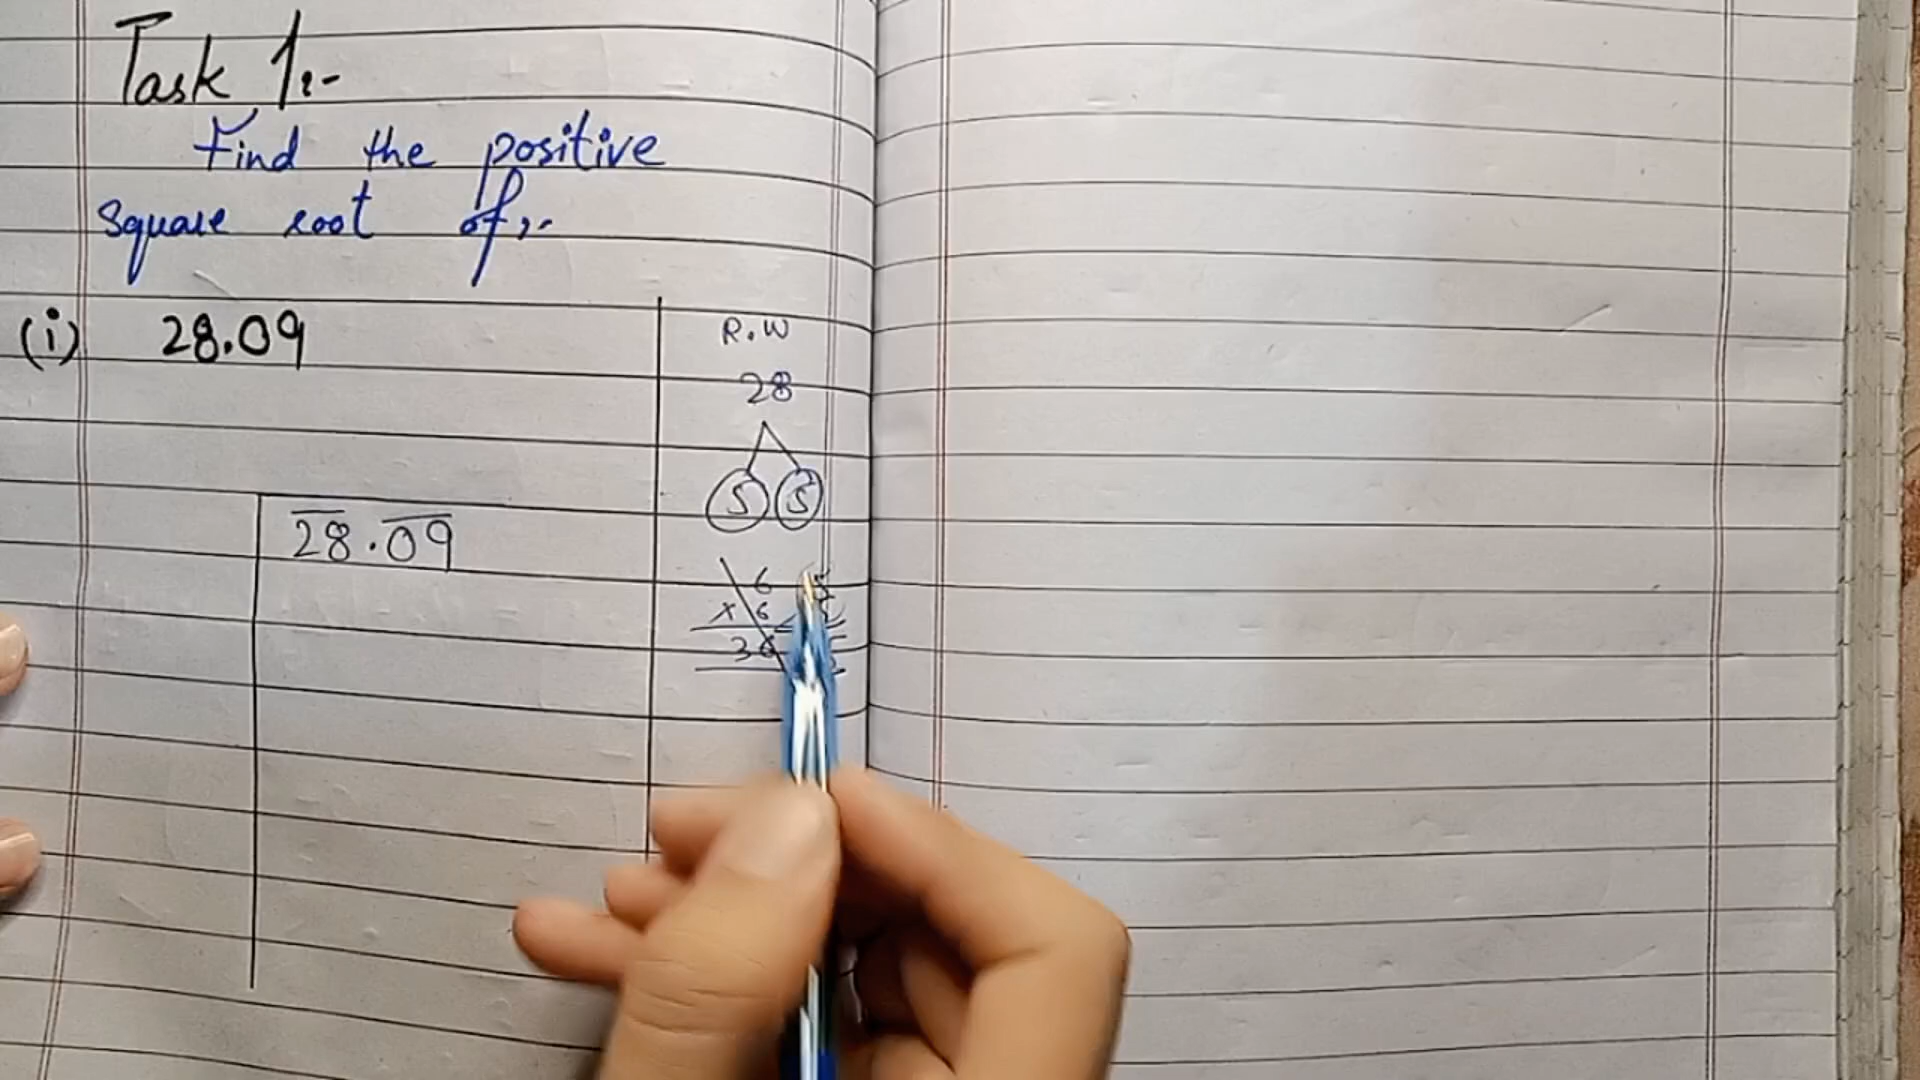 Task 1:-
Find the positive
square root of:-
(i) 28.09
R.W
28
5 5
28.09
6
x 6
36